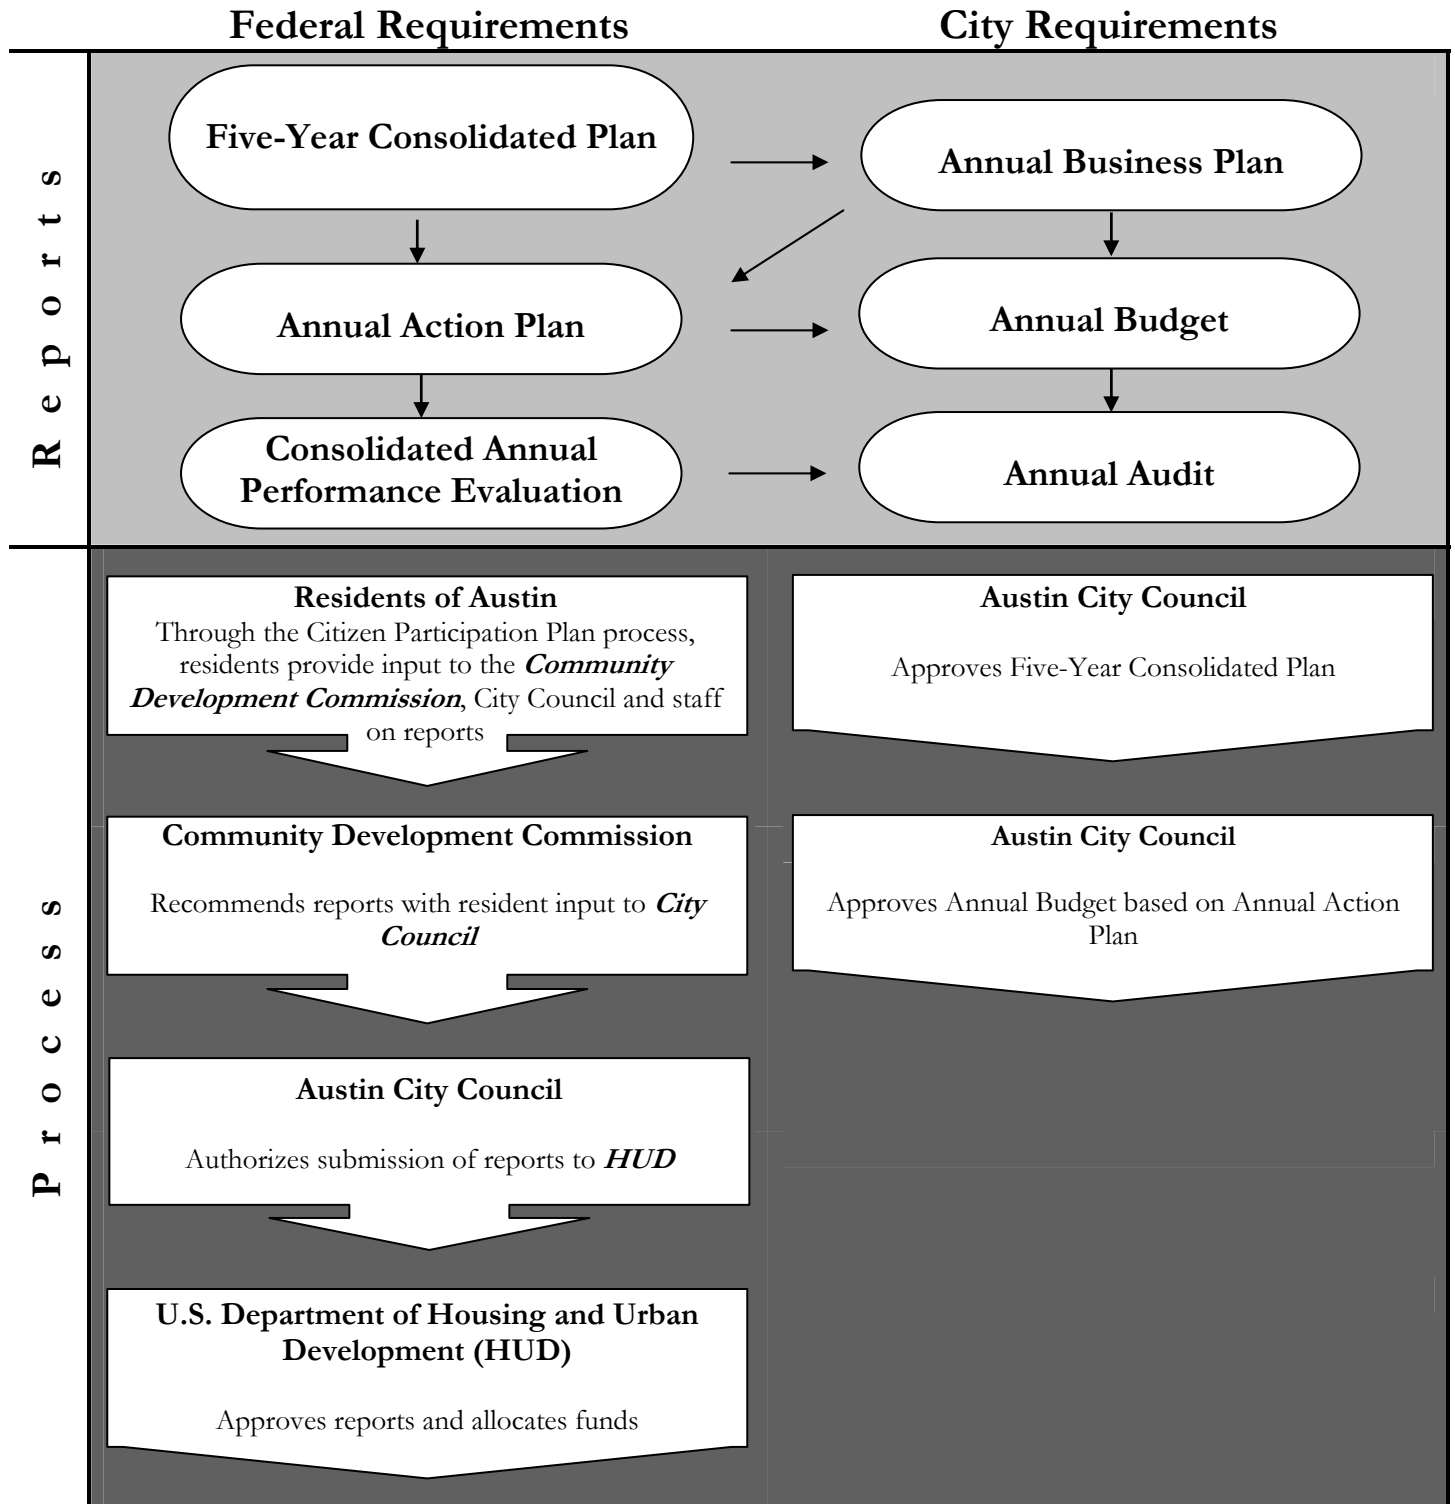 Federal Requirements
City Requirements
Reports
Five-Year Consolidated Plan
Annual Business Plan
Annual Action Plan
Annual Budget
Consolidated Annual
Performance Evaluation
Annual Audit
Process
Residents of Austin
Through the Citizen Participation Plan process,
residents provide input to the Community
Development Commission, City Council and staff
on reports
Austin City Council
Approves Five-Year Consolidated Plan
Community Development Commission
Recommends reports with resident input to City
Council
Austin City Council
Approves Annual Budget based on Annual Action
Plan
Austin City Council
Authorizes submission of reports to HUD
U.S. Department of Housing and Urban
Development (HUD)
Approves reports and allocates funds